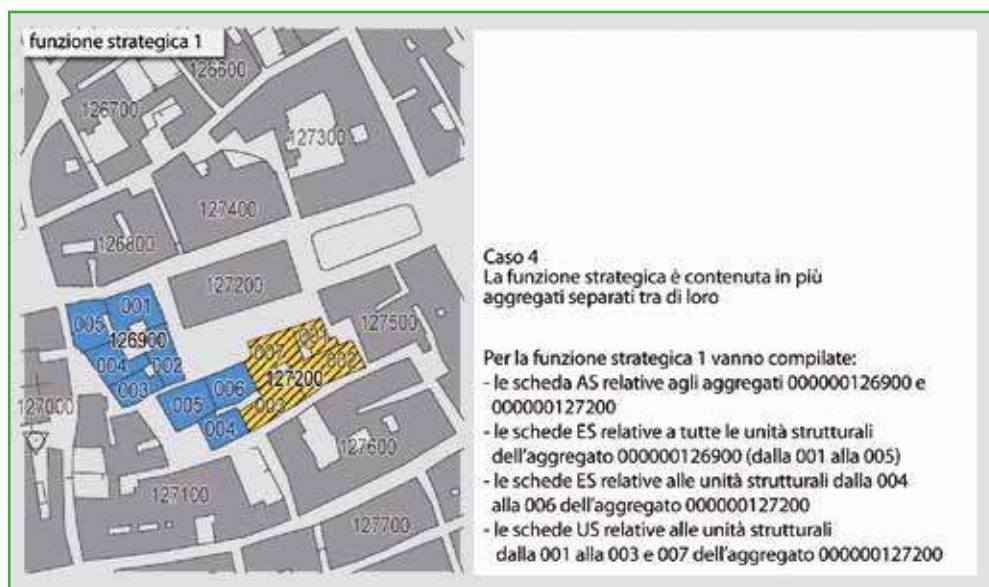 funzione strategica 1
126600
126700
127300
127400
126800
127200
001
005
126900
127500
004
002
003
007
001
002
006
127200
005
003
004
127000
127600
127100
127700
Caso 4
La funzione strategica è contenuta in più
aggregati separati tra di loro
Per la funzione strategica 1 vanno compilate:
- le scheda AS relative agli aggregati 000000126900 e
000000127200
- le schede ES relative a tutte le unità strutturali
dell'aggregato 000000126900 (dalla 001 alla 005)
- le schede ES relative alle unità strutturali dalla 004
alla 006 dell'aggregato 000000127200
- le schede US relative alle unità strutturali
dalla 001 alla 003 e 007 dell'aggregato 000000127200